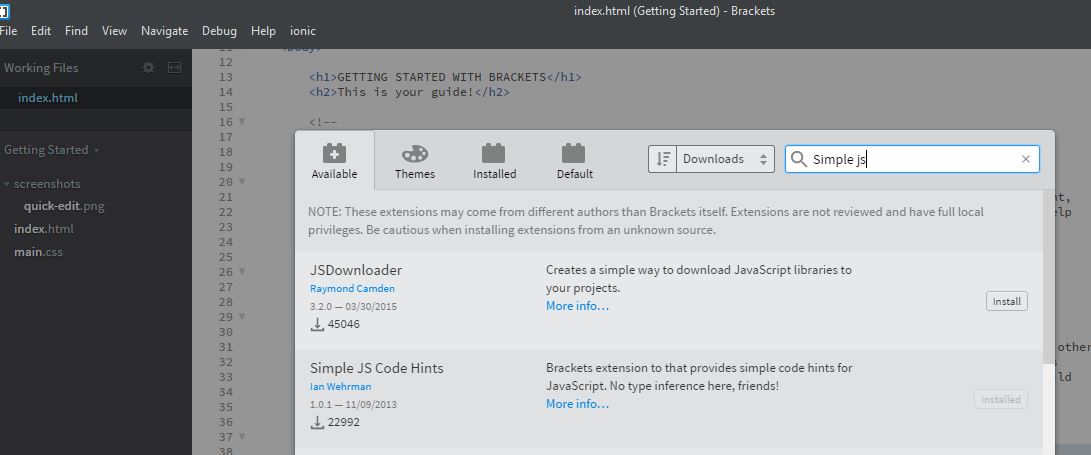 index.html (Getting Started) - Brackets
File Edit Find View Navigate Debug Help ionic
Working Files
index.html
Getting Started
screenshots
quick-edit.png
index.html
main.css
<body>
12
13 <h1>GETTING STARTED WITH BRACKETS</h1>
14 <h2>This is your guide!</h2>
15
16 <!--
17
18
19
20
21
22
23
24
25
26
27
28
29
30
31
32
33
34
35
36
37
38
Available
Themes
Installed
Default
Downloads
Simple js
NOTE: These extensions may come from different authors than Brackets itself. Extensions are not reviewed and have full local
privileges. Be cautious when installing extensions from an unknown source.
JSDownloader
Raymond Camden
3.2.0 — 03/30/2015
45046
Creates a simple way to download JavaScript libraries to
your projects.
More info…
Install
Simple JS Code Hints
Ian Wehrman
1.0.1 — 11/09/2013
22992
Brackets extension to that provides simple code hints for
JavaScript. No type inference here, friends!
More info…
Installed